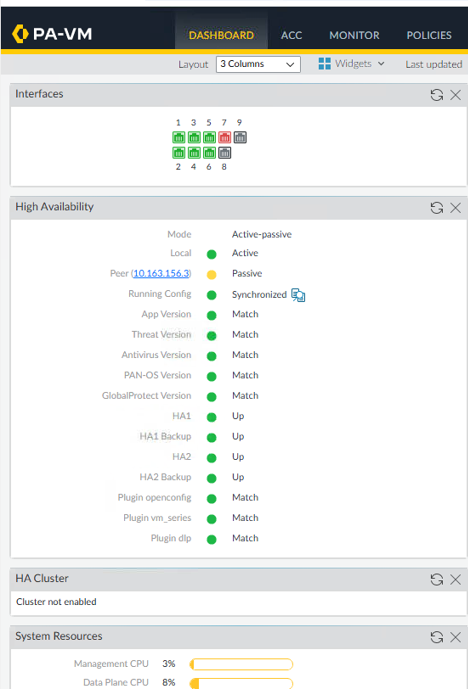 PA-VM
DASHBOARD ACC MONITOR POLICIES
Layout 3 Columns Widgets Last updated
Interfaces
1 3 5 7 9
2 4 6 8
High Availability
Mode Active-passive
Local Active
Peer (10.163.156.3) Passive
Running Config Synchronized
App Version Match
Threat Version Match
Antivirus Version Match
PAN-OS Version Match
GlobalProtect Version Match
HA1 Up
HA1 Backup Up
HA2 Up
HA2 Backup Up
Plugin openconfig Match
Plugin vm_series Match
Plugin dlp Match
HA Cluster
Cluster not enabled
System Resources
Management CPU 3%
Data Plane CPU 8%